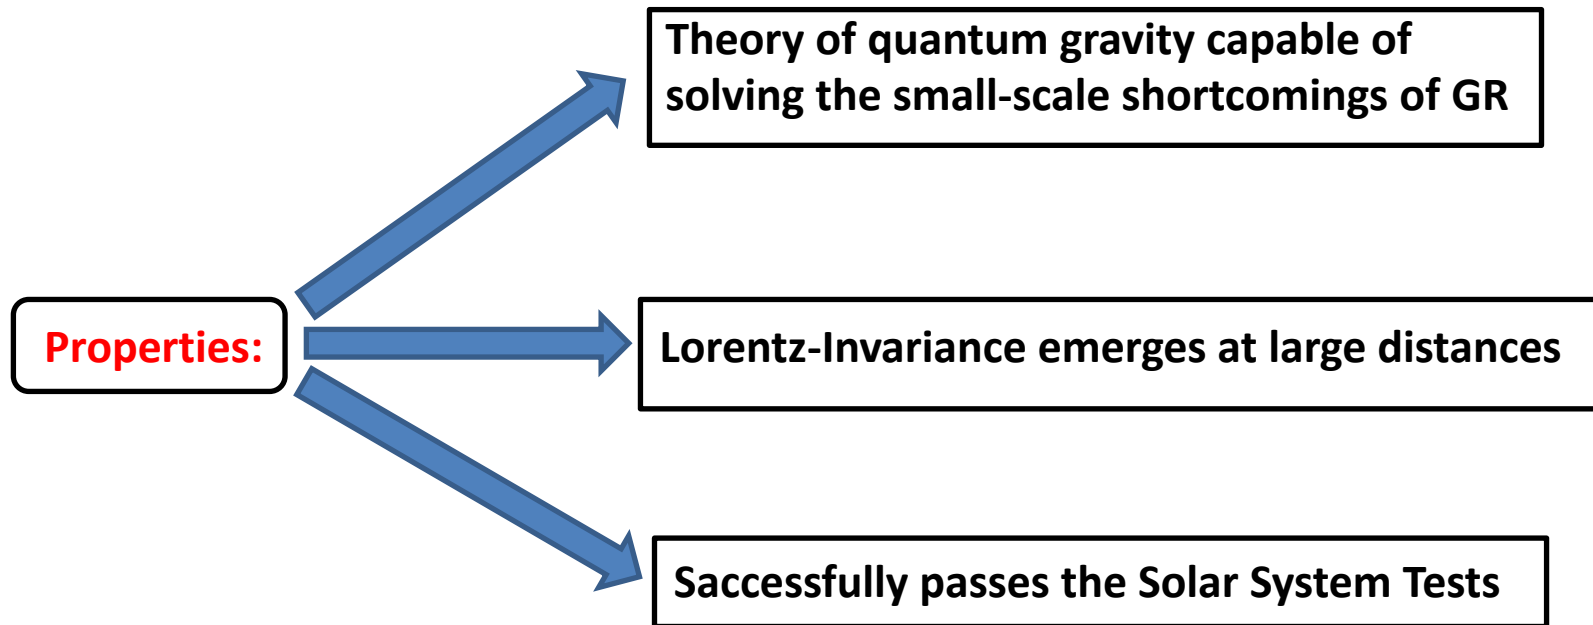 Theory of quantum gravity capable of
solving the small-scale shortcomings of GR
Properties:
Lorentz-Invariance emerges at large distances
Saccessfully passes the Solar System Tests